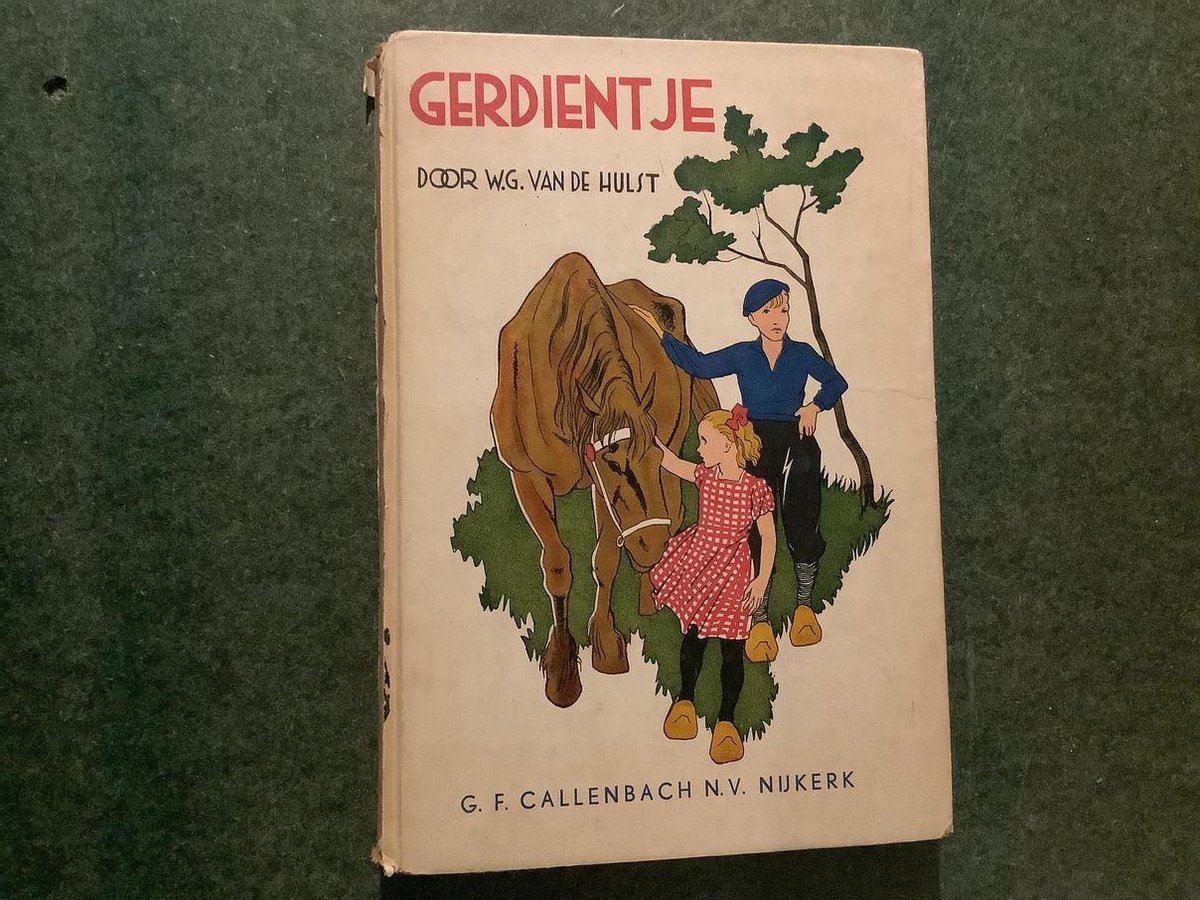 GERDIENTJE
DOOR W.G. VAN DE HULST
G. F. CALLENBACH N.V. NIJKERK